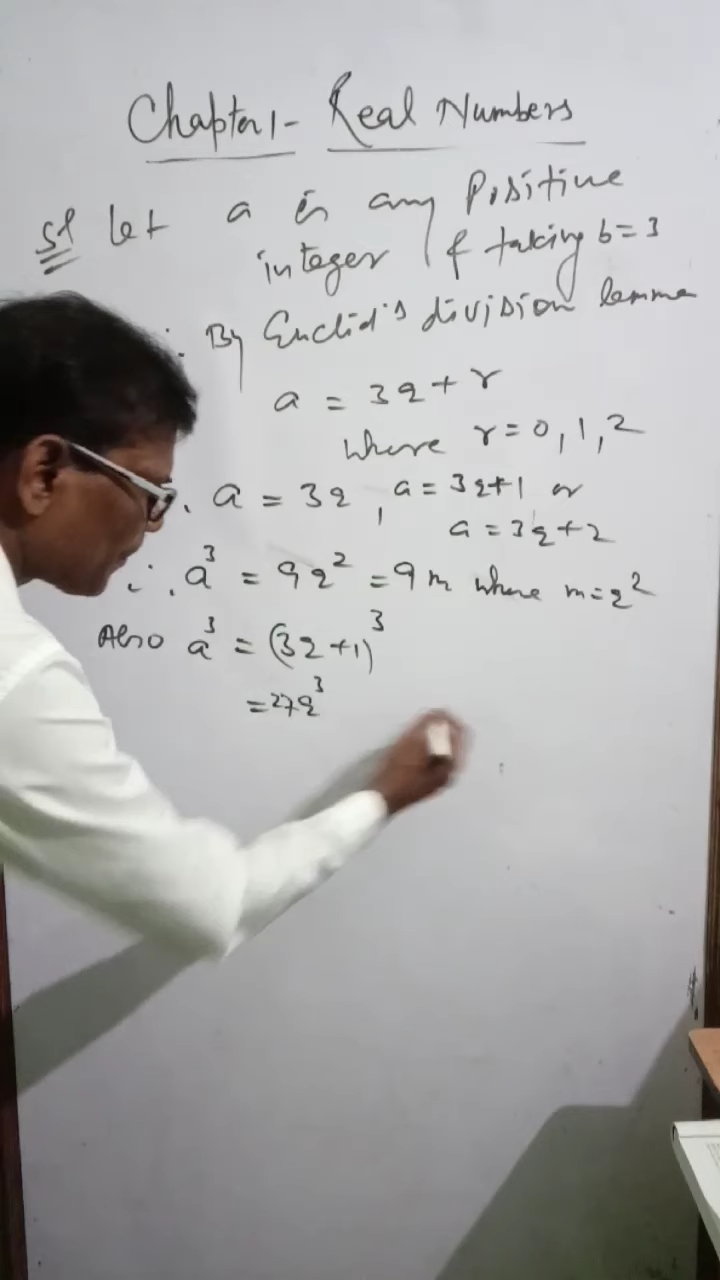 Chapter 1- Real Numbers
Sol let a is any Positive
integer & taking b=3
∴ By Euclid's division lemma
a = 3q + r
where r = 0, 1, 2
∴ a = 3q, a = 3q+1 or
a = 3q+2
∴ a³ = 9q² = 9m where m=q²
Also a³ = (3q+1)³
= 27q³